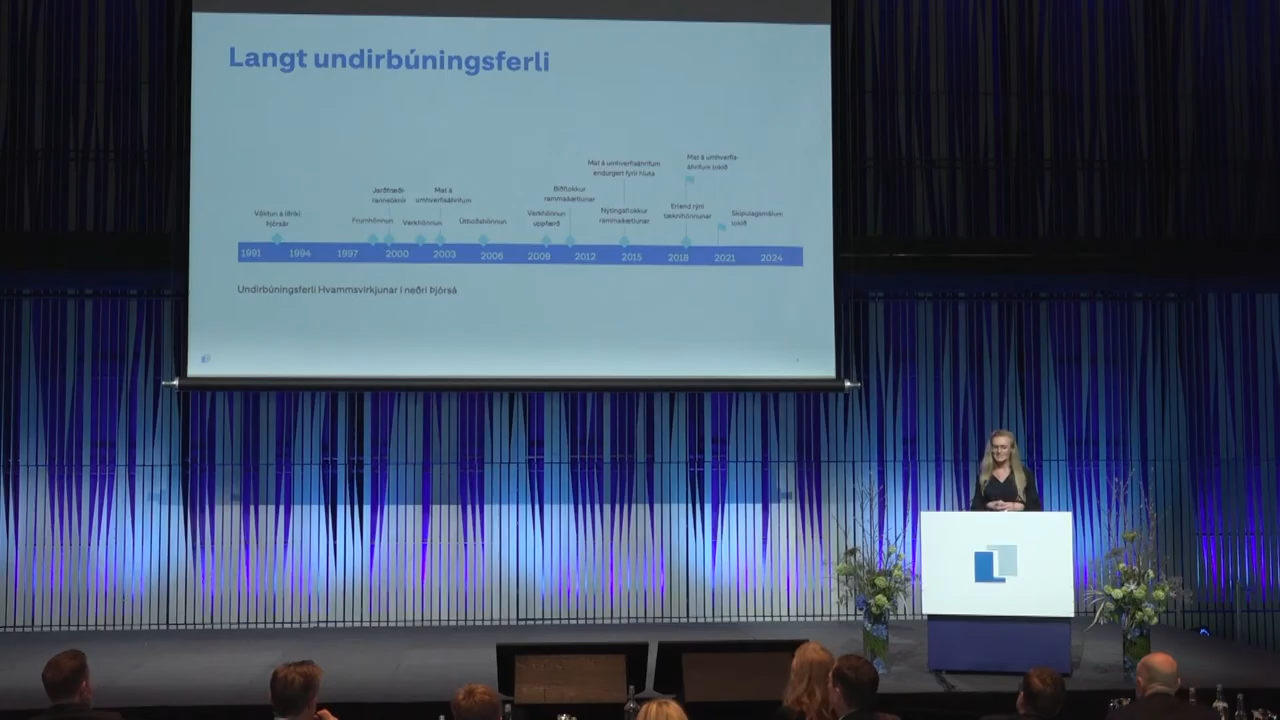 Langt undirbúningsferli
Mat á umhverfisáhrifum
endurgert fyrir hluta
Mat á umhverfis-
áhrifum lokið
Jarðfræði-
rannsóknir
Mat á
umhverfisáhrifum
Biðflokkur
rammaáætlunar
Vöktun á lífríki
Þjórsár
Frumhönnun
Verkhönnun
Útboðshönnun
Verkhönnun
uppfærð
Nýtingaflokkur
rammaáætlunar
Erlend rýni
tæknihönnunar
Skipulagsmálum
lokið
1991 1994 1997 2000 2003 2006 2009 2012 2015 2018 2021 2024
Undirbúningsferli Hvammsvirkjunar í neðri Þjórsá